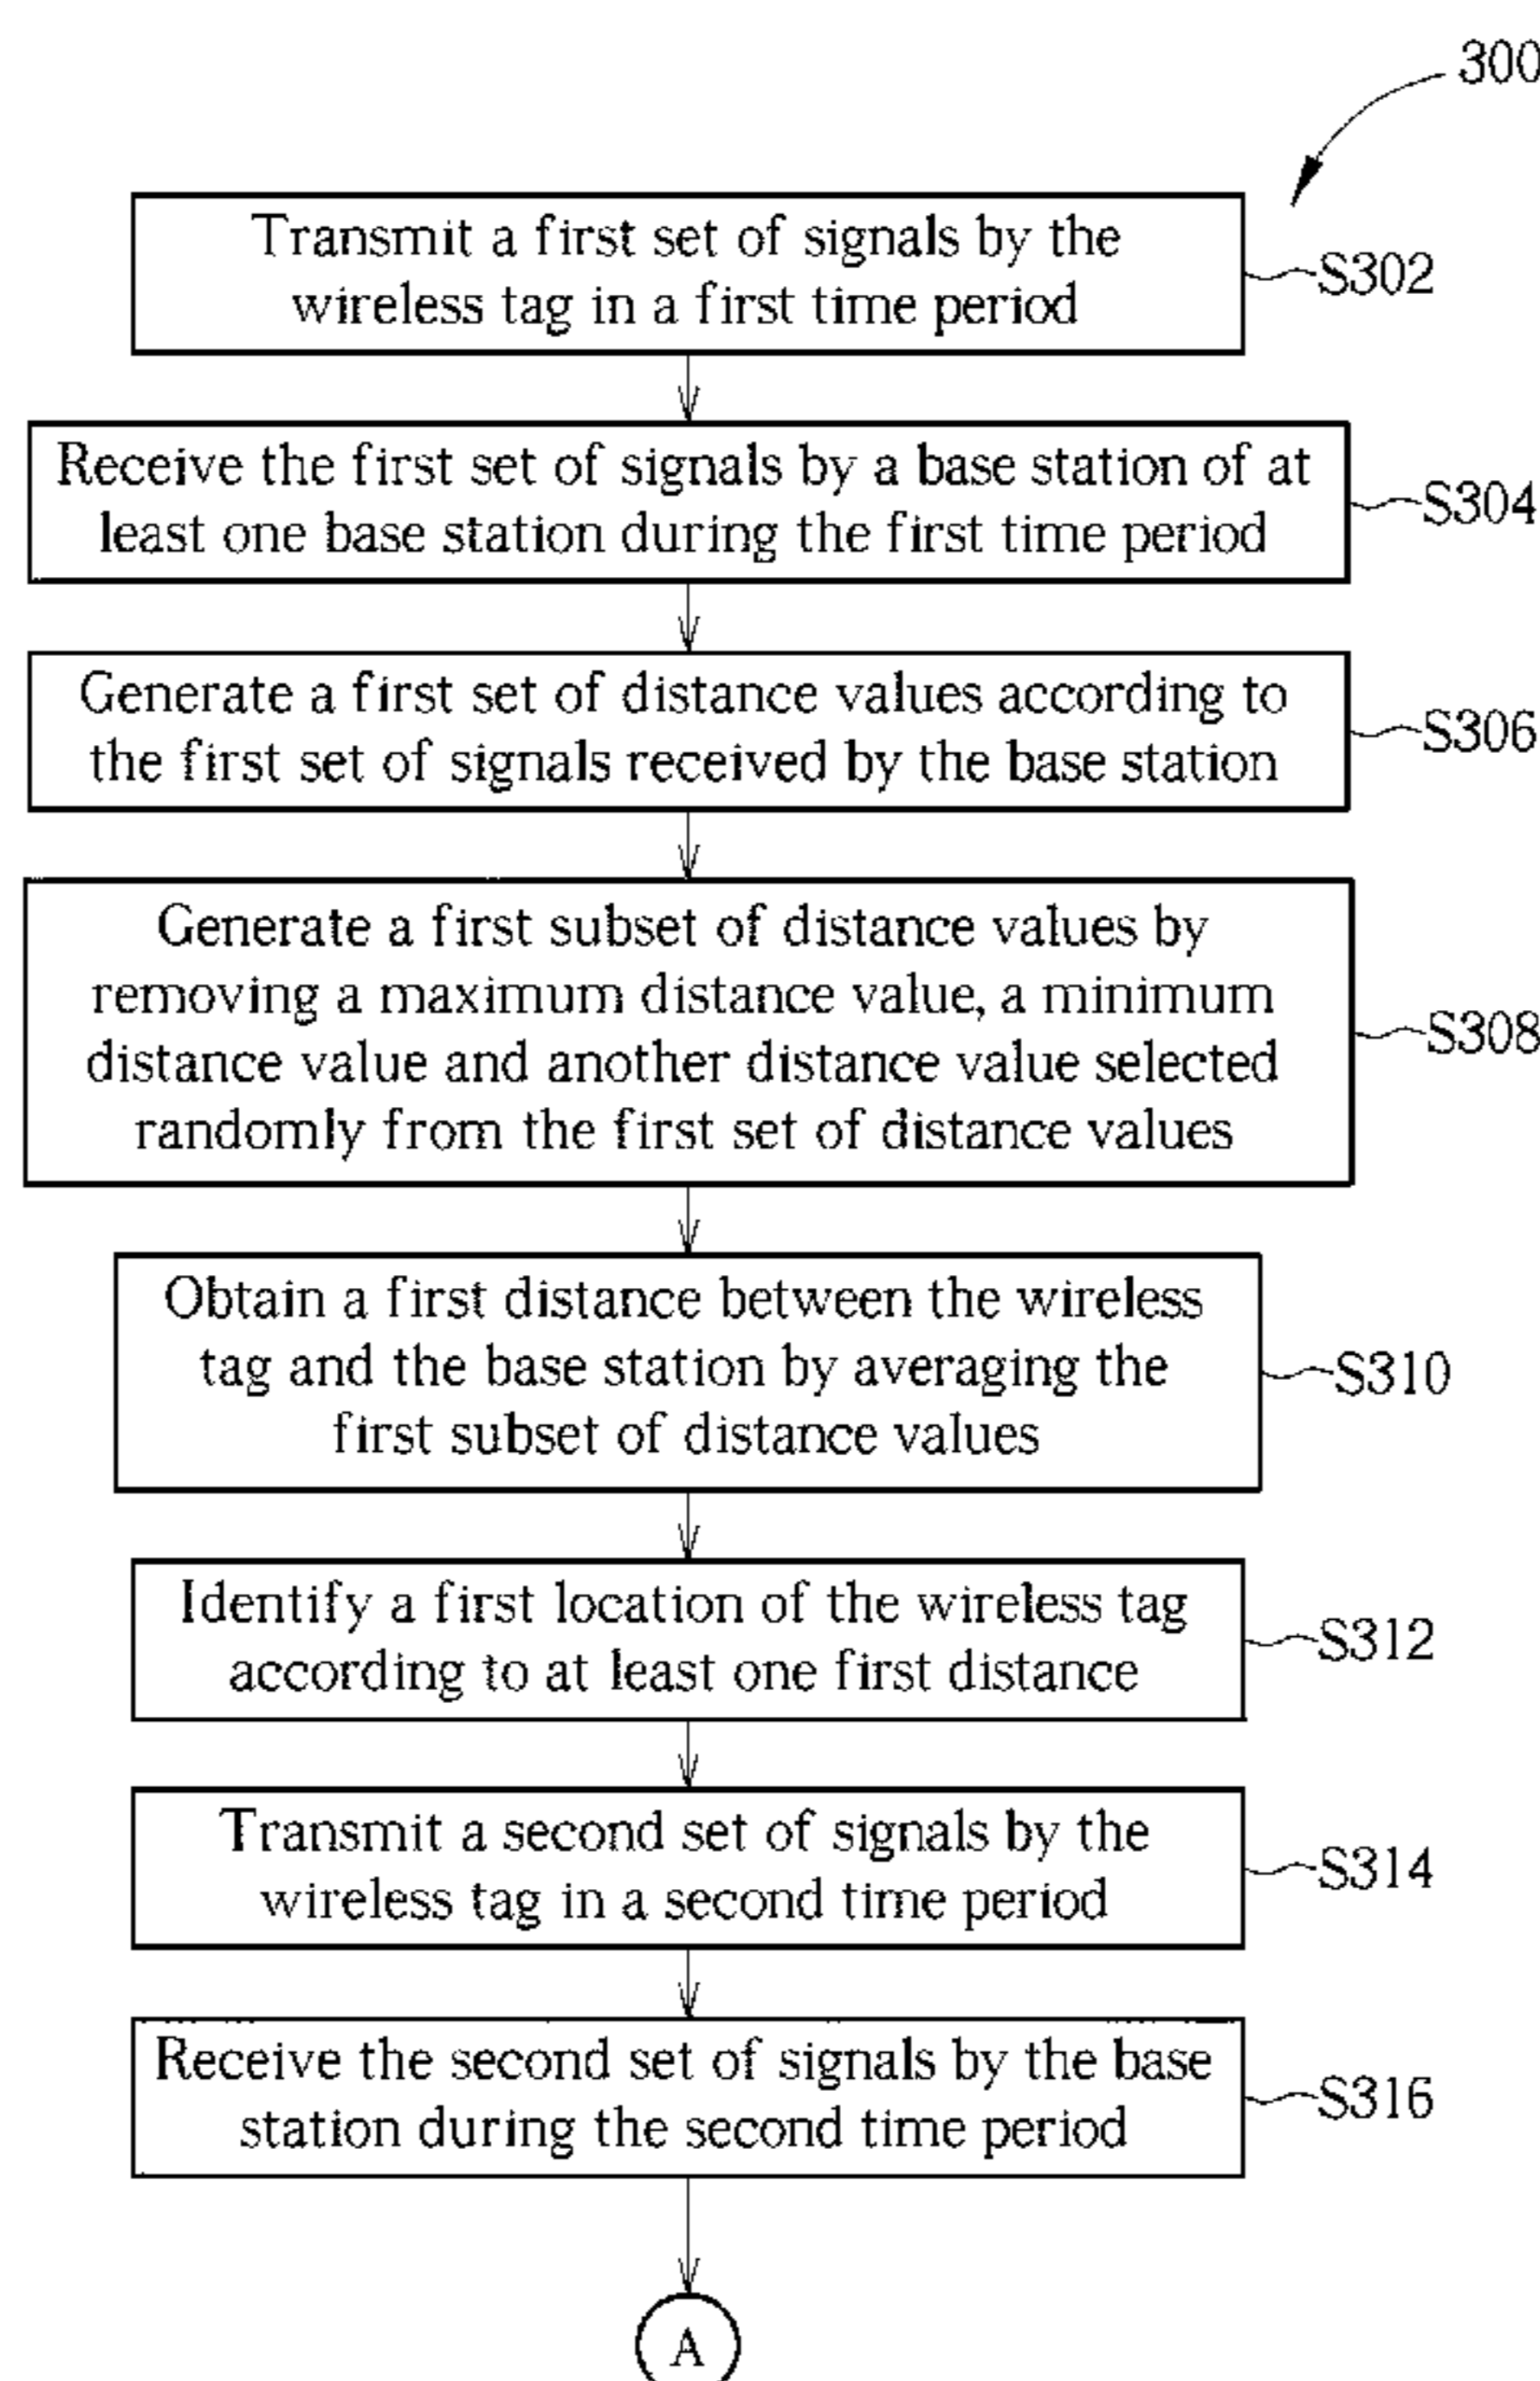 300
Transmit a first set of signals by the
wireless tag in a first time period
S302
Receive the first set of signals by a base station of at
least one base station during the first time period
S304
Generate a first set of distance values according to
the first set of signals received by the base station
S306
Generate a first subset of distance values by
removing a maximum distance value, a minimum
distance value and another distance value selected
randomly from the first set of distance values
S308
Obtain a first distance between the wireless
tag and the base station by averaging the
first subset of distance values
S310
Identify a first location of the wireless tag
according to at least one first distance
S312
Transmit a second set of signals by the
wireless tag in a second time period
S314
Receive the second set of signals by the base
station during the second time period
S316
A